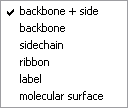 backbone + side
backbone
sidechain
ribbon
label
molecular surface